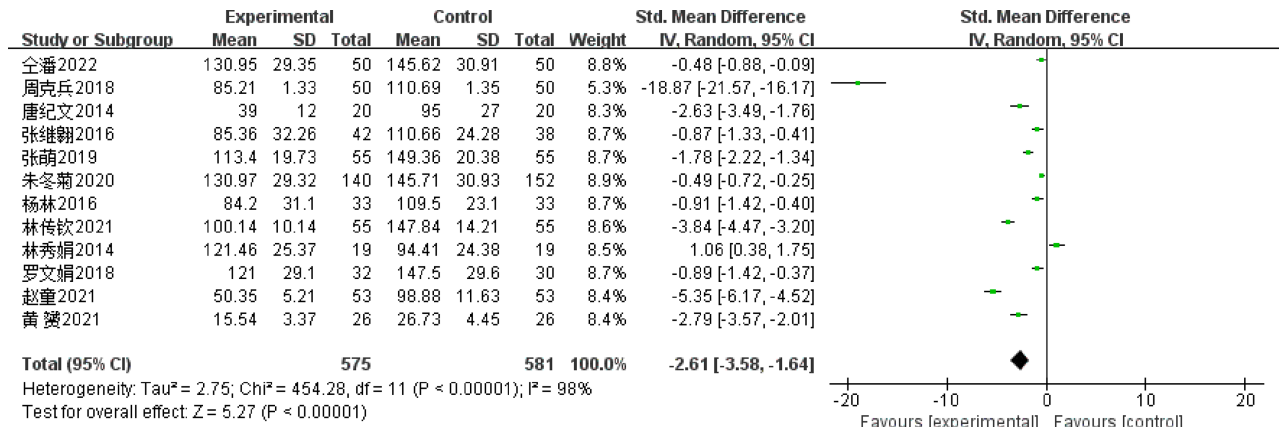 Experimental Control Std. Mean Difference Std. Mean Difference
Study or Subgroup Mean SD Total Mean SD Total Weight IV, Random, 95% CI IV, Random, 95% CI
仝潘2022 130.95 29.35 50 145.62 30.91 50 8.8% -0.48 [-0.88, -0.09]
周克兵2018 85.21 1.33 50 110.69 1.35 50 5.3% -18.87 [-21.57, -16.17]
唐纪文2014 39 12 20 95 27 20 8.3% -2.63 [-3.49, -1.76]
张继翱2016 85.36 32.26 42 110.66 24.28 38 8.7% -0.87 [-1.33, -0.41]
张萌2019 113.4 19.73 55 149.36 20.38 55 8.7% -1.78 [-2.22, -1.34]
朱冬菊2020 130.97 29.32 140 145.71 30.93 152 8.9% -0.49 [-0.72, -0.25]
杨林2016 84.2 31.1 33 109.5 23.1 33 8.7% -0.91 [-1.42, -0.40]
林传钦2021 100.14 10.14 55 147.84 14.21 55 8.6% -3.84 [-4.47, -3.20]
林秀娟2014 121.46 25.37 19 94.41 24.38 19 8.5% 1.06 [0.38, 1.75]
罗文娟2018 121 29.1 32 147.5 29.6 30 8.7% -0.89 [-1.42, -0.37]
赵童2021 50.35 5.21 53 98.88 11.63 53 8.4% -5.35 [-6.17, -4.52]
黄 2021 15.54 3.37 26 26.73 4.45 26 8.4% -2.79 [-3.57, -2.01]
Total (95% CI) 575 581 100.0% -2.61 [-3.58, -1.64]
Heterogeneity: Tau² = 2.75; Chi² = 454.28, df = 11 (P < 0.00001); I² = 98%
Test for overall effect: Z = 5.27 (P < 0.00001)
-20 -10 0 10 20
Favours [experimental] Favours [control]